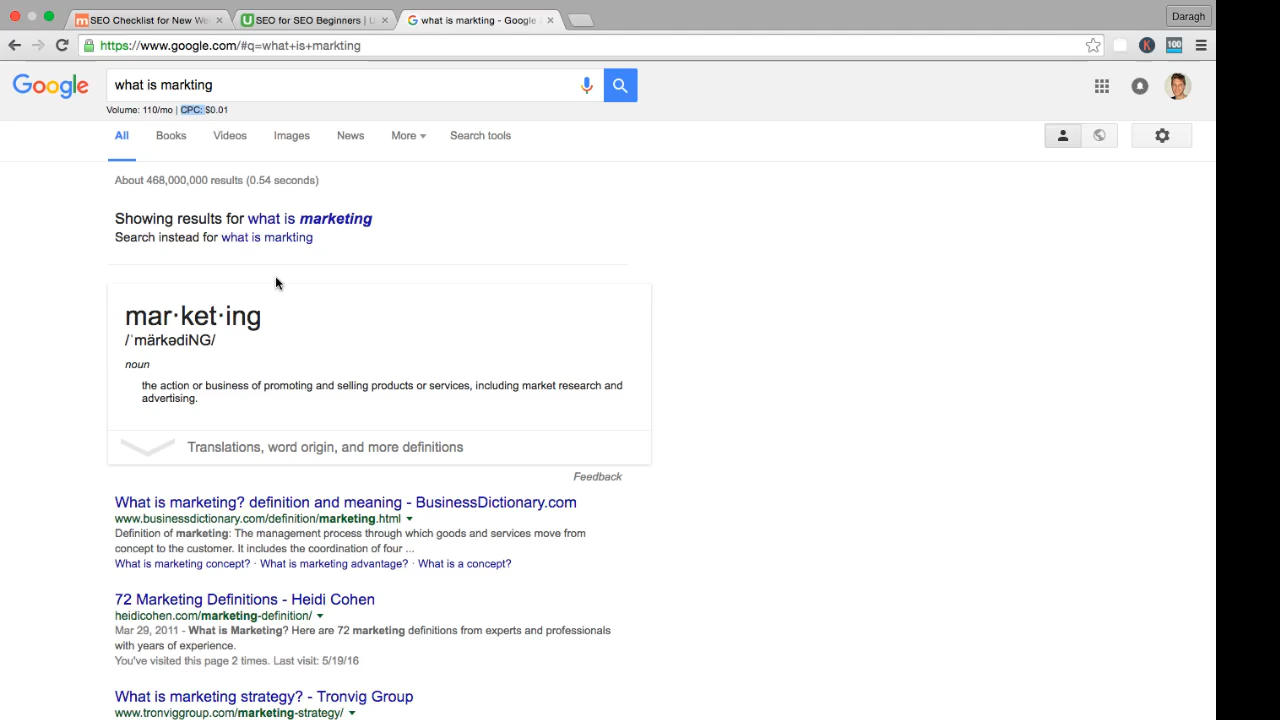 SEO Checklist for New We
SEO for SEO Beginners | U
what is markting - Google
Daragh
https://www.google.com/#q=what+is+markting
K
100
Google
what is markting
Volume: 110/mo | CPC: $0.01
All Books Videos Images News More Search tools
About 468,000,000 results (0.54 seconds)
Showing results for what is marketing
Search instead for what is markting
mar·ket·ing
/ˈmärkədiNG/
noun
the action or business of promoting and selling products or services, including market research and
advertising.
Translations, word origin, and more definitions
Feedback
What is marketing? definition and meaning - BusinessDictionary.com
www.businessdictionary.com/definition/marketing.html
Definition of marketing: The management process through which goods and services move from
concept to the customer. It includes the coordination of four ...
What is marketing concept? · What is marketing advantage? · What is a concept?
72 Marketing Definitions - Heidi Cohen
heidicohen.com/marketing-definition/
Mar 29, 2011 - What is Marketing? Here are 72 marketing definitions from experts and professionals
with years of experience.
You've visited this page 2 times. Last visit: 5/19/16
What is marketing strategy? - Tronvig Group
www.tronviggroup.com/marketing-strategy/